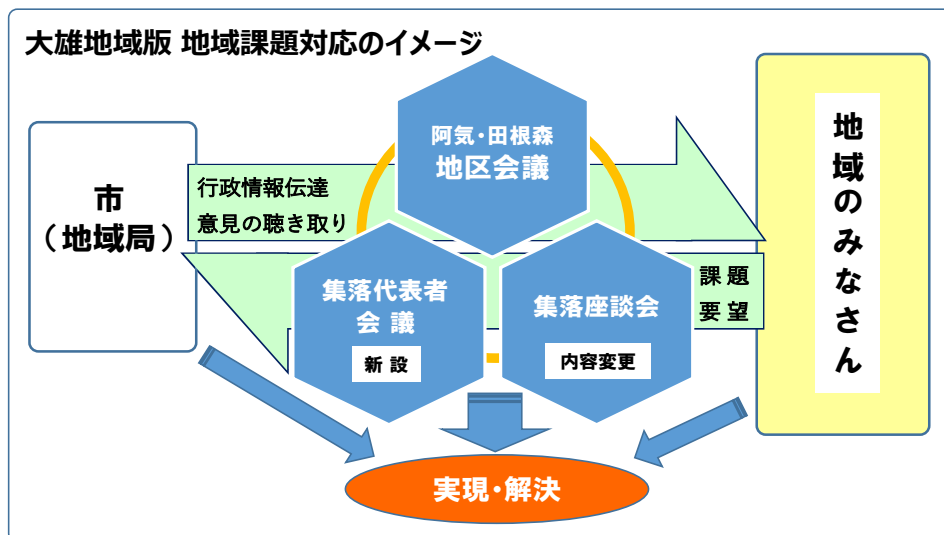 大雄地域版 地域課題対応のイメージ
阿気・田根森
地区会議
市
（地域局）
行政情報伝達
意見の聴き取り
地域のみなさん
集落代表者
会 議
新 設
集落座談会
内容変更
課 題
要 望
実現・解決